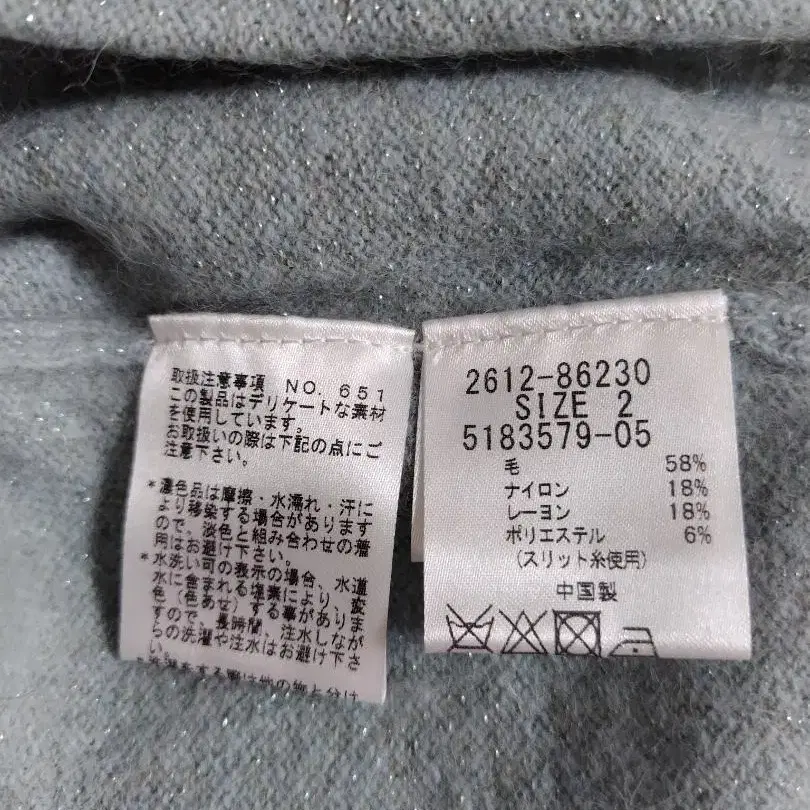 取扱注意事項 NO. 651
この製品はデリケートな素材
を使用しています。
お取扱いの際は下記の点にご
注意下さい。
*濃色品は摩擦・水濡れ・汗に
より移染する場合があります
ので、淡色と組み合わせの着
用はお避け下さい。
*水洗い可の表示の場合、水道
水に含まれる塩素により、変
色（色あせ）する事がありま
すので、長時間、注水しなが
らの洗濯や注水はお避け下さ
い。
2612-86230
SIZE 2
5183579-05
毛 58%
ナイロン 18%
レーヨン 18%
ポリエステル 6%
(スリット糸使用)
中国製